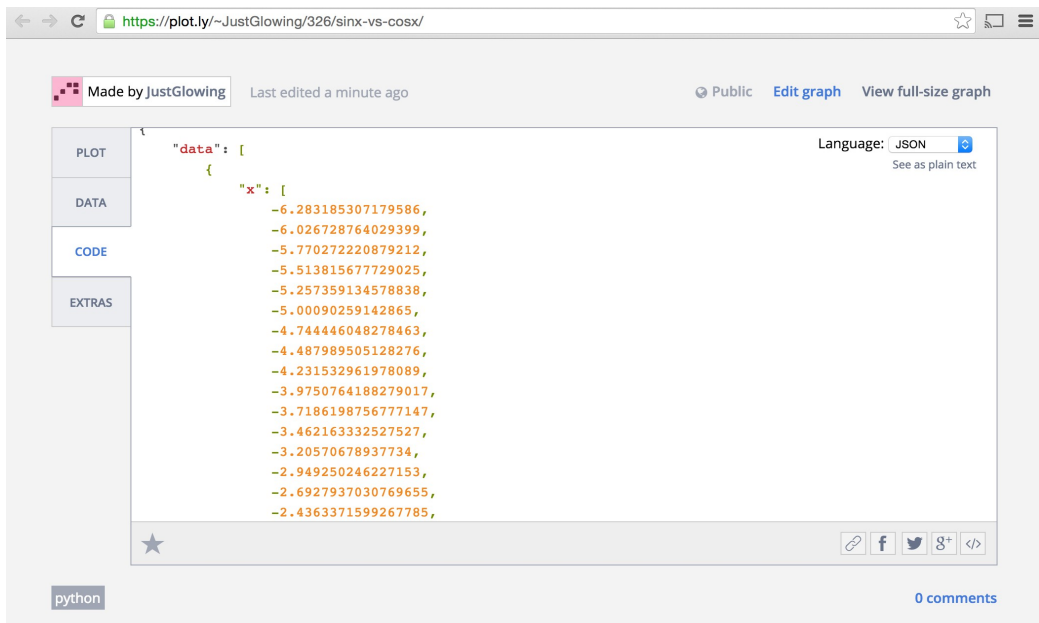 https://plot.ly/~JustGlowing/326/sinx-vs-cosx/
Made by JustGlowing
Last edited a minute ago
Public
Edit graph
View full-size graph
PLOT
DATA
CODE
EXTRAS
Language: JSON
See as plain text
{
"data": [
{
"x": [
-6.283185307179586,
-6.026728764029399,
-5.770272220879212,
-5.513815677729025,
-5.257359134578838,
-5.00090259142865,
-4.744446048278463,
-4.487989505128276,
-4.231532961978089,
-3.9750764188279017,
-3.7186198756777147,
-3.462163332527527,
-3.20570678937734,
-2.949250246227153,
-2.6927937030769655,
-2.4363371599267785,
f
g+
</>
python
0 comments